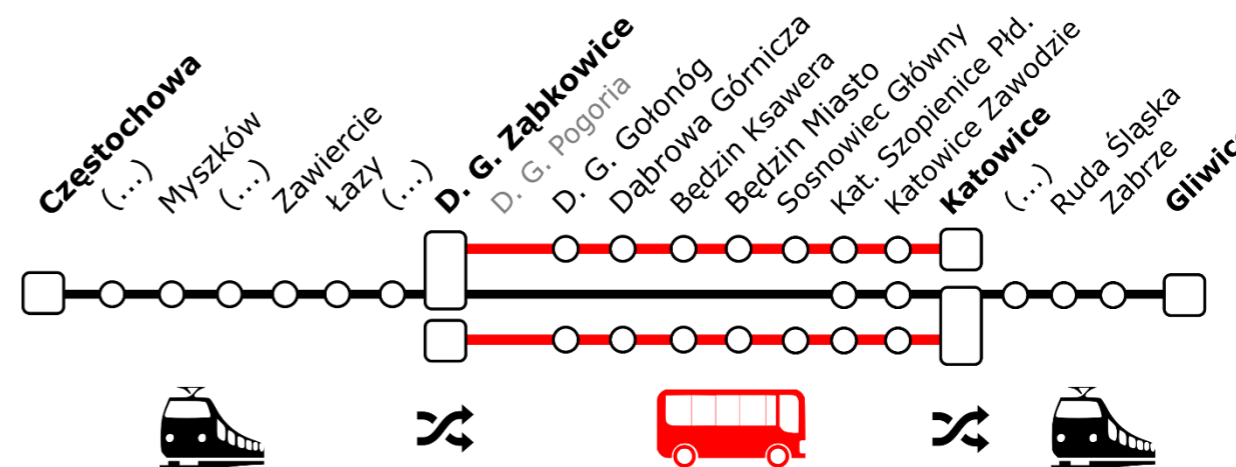 Częstochowa
(...)
Myszków
(...)
Zawiercie
Łazy
(...)
D. G. Ząbkowice
D. G. Pogoria
D. G. Gołonóg
Dąbrowa Górnicza
Będzin Ksawera
Będzin Miasto
Sosnowiec Główny
Kat. Szopienice Płd.
Katowice Zawodzie
Katowice
(...)
Ruda Śląska
Zabrze
Gliwice